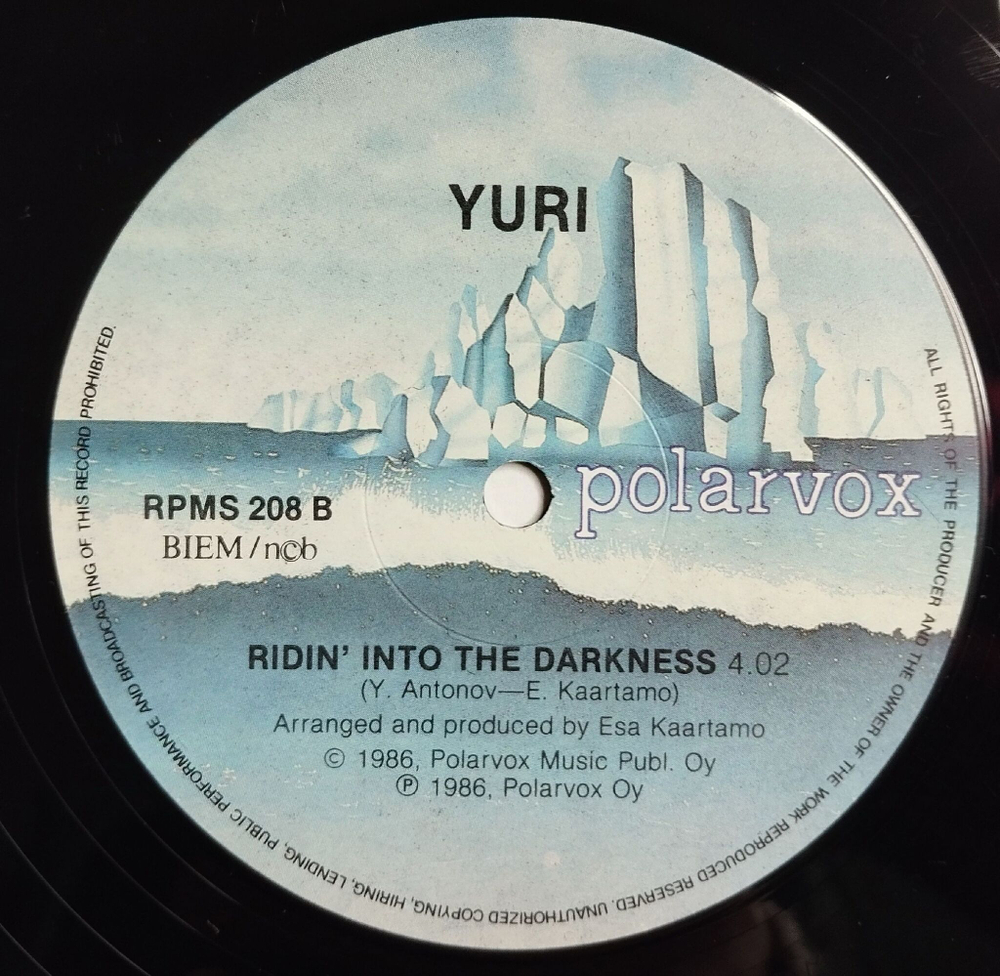 YURI
polarvox
RPMS 208 B
BIEM/n©b
RIDIN' INTO THE DARKNESS 4.02
(Y. Antonov—E. Kaartamo)
Arranged and produced by Esa Kaartamo
© 1986, Polarvox Music Publ. Oy
℗ 1986, Polarvox Oy
ALL RIGHTS OF THE PRODUCER AND THE OWNER OF THE WORK REPRODUCED RESERVED. UNAUTHORIZED COPYING, HIRING, LENDING, PUBLIC PERFORMANCE AND BROADCASTING OF THIS RECORD PROHIBITED.